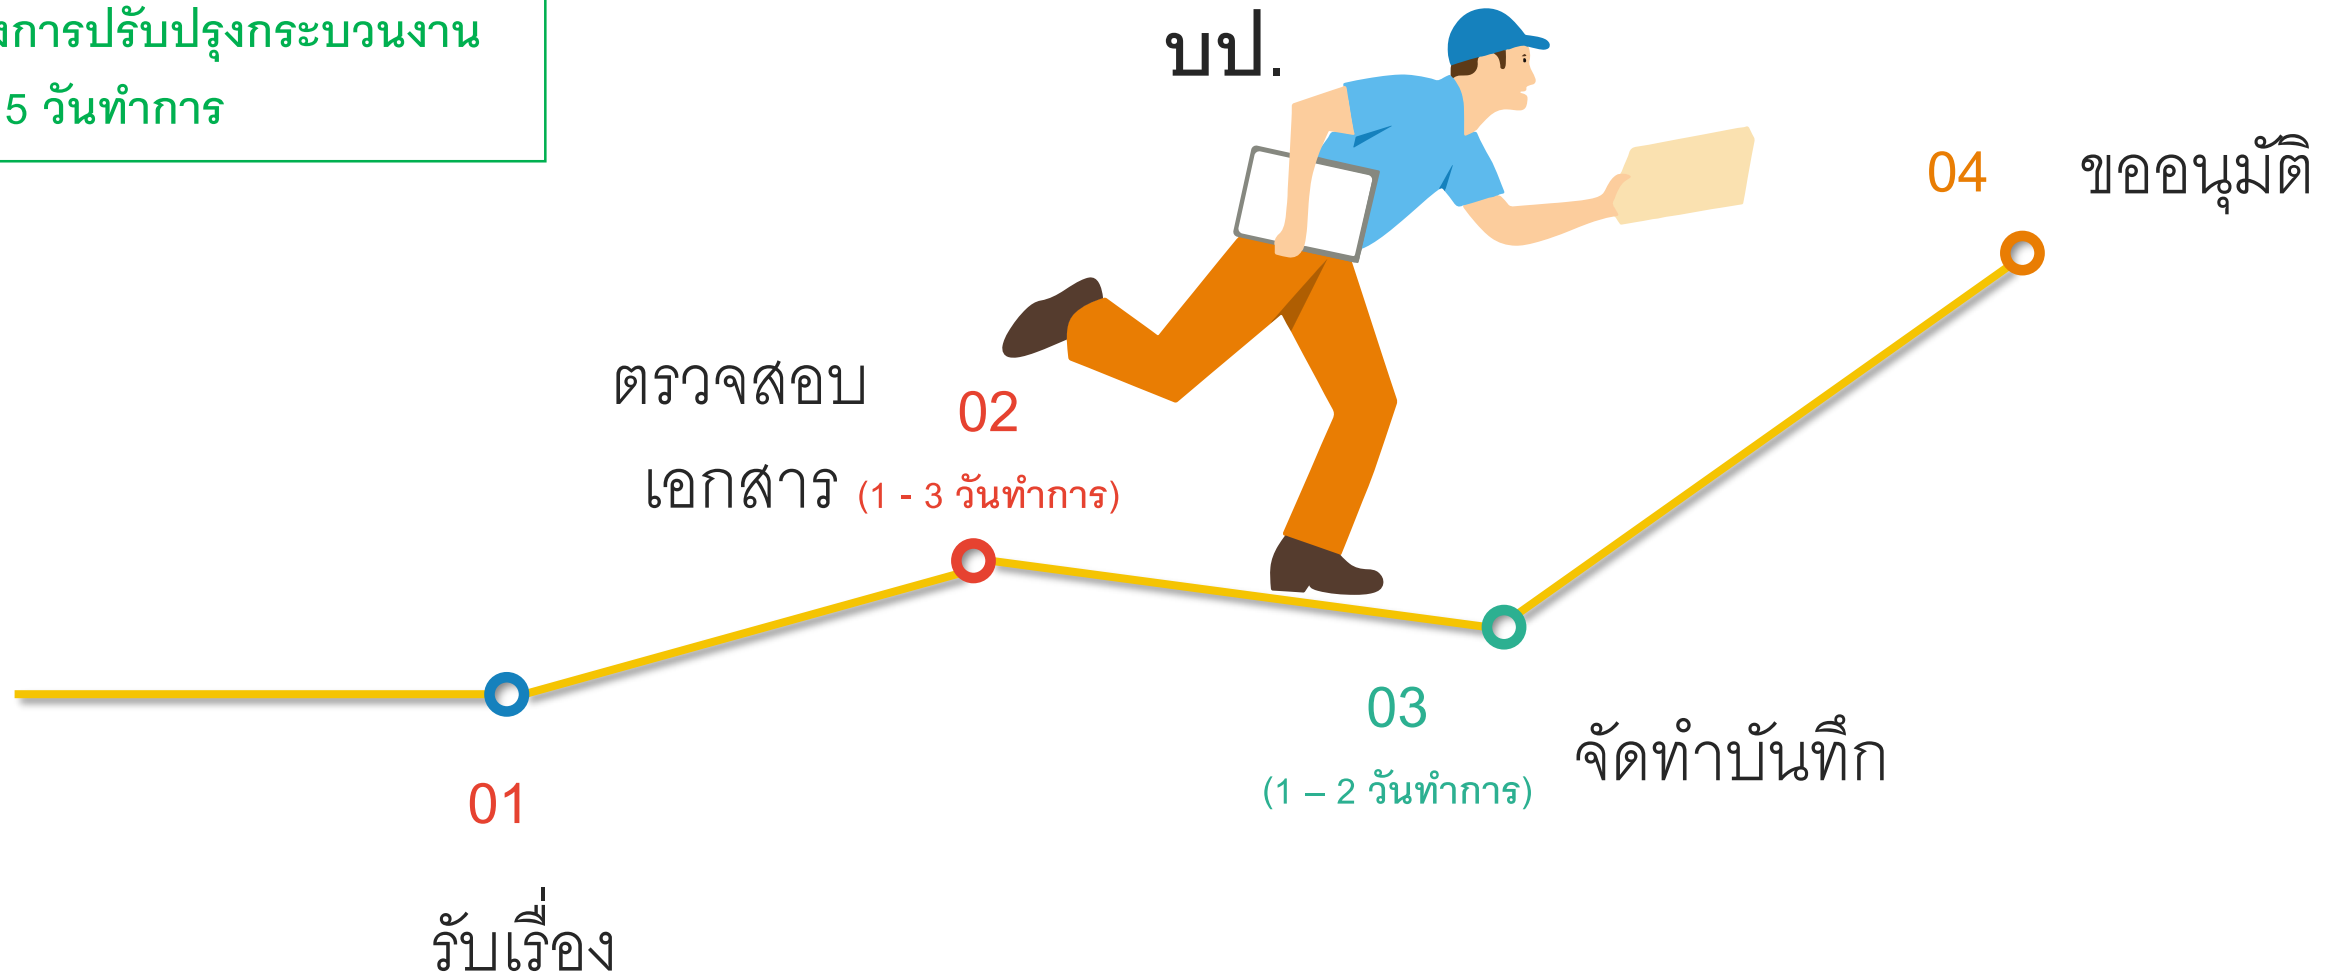 งการปรับปรุงกระบวนงาน
5 วันทำการ
บป.
04 ขออนุมัติ
ตรวจสอบ
02
เอกสาร (1 - 3 วันทำการ)
03
จัดทำบันทึก
(1 – 2 วันทำการ)
01
รับเรื่อง